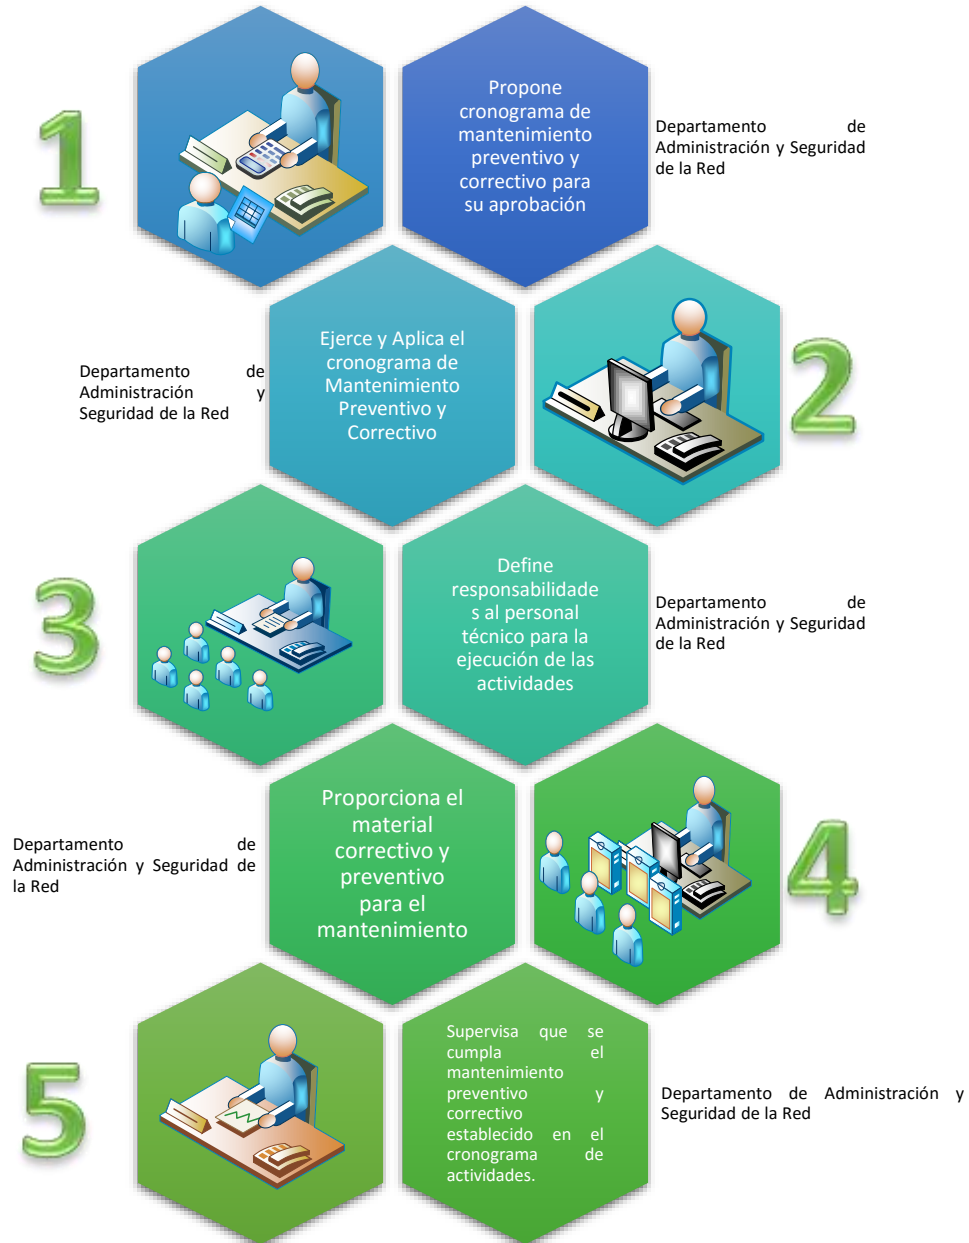 1
Propone
cronograma de
mantenimiento
preventivo y
correctivo para
su aprobación
Departamento de
Administración y Seguridad
de la Red
Departamento de
Administración y
Seguridad de la Red
Ejerce y Aplica el
cronograma de
Mantenimiento
Preventivo y
Correctivo
2
3
Define
responsabilidade
s al personal
técnico para la
ejecución de las
actividades
Departamento de
Administración y Seguridad
de la Red
Departamento de
Administración y Seguridad de
la Red
Proporciona el
material
correctivo y
preventivo
para el
mantenimiento
4
5
Supervisa que se
cumpla el
mantenimiento
preventivo y
correctivo
establecido en el
cronograma de
actividades.
Departamento de Administración y
Seguridad de la Red